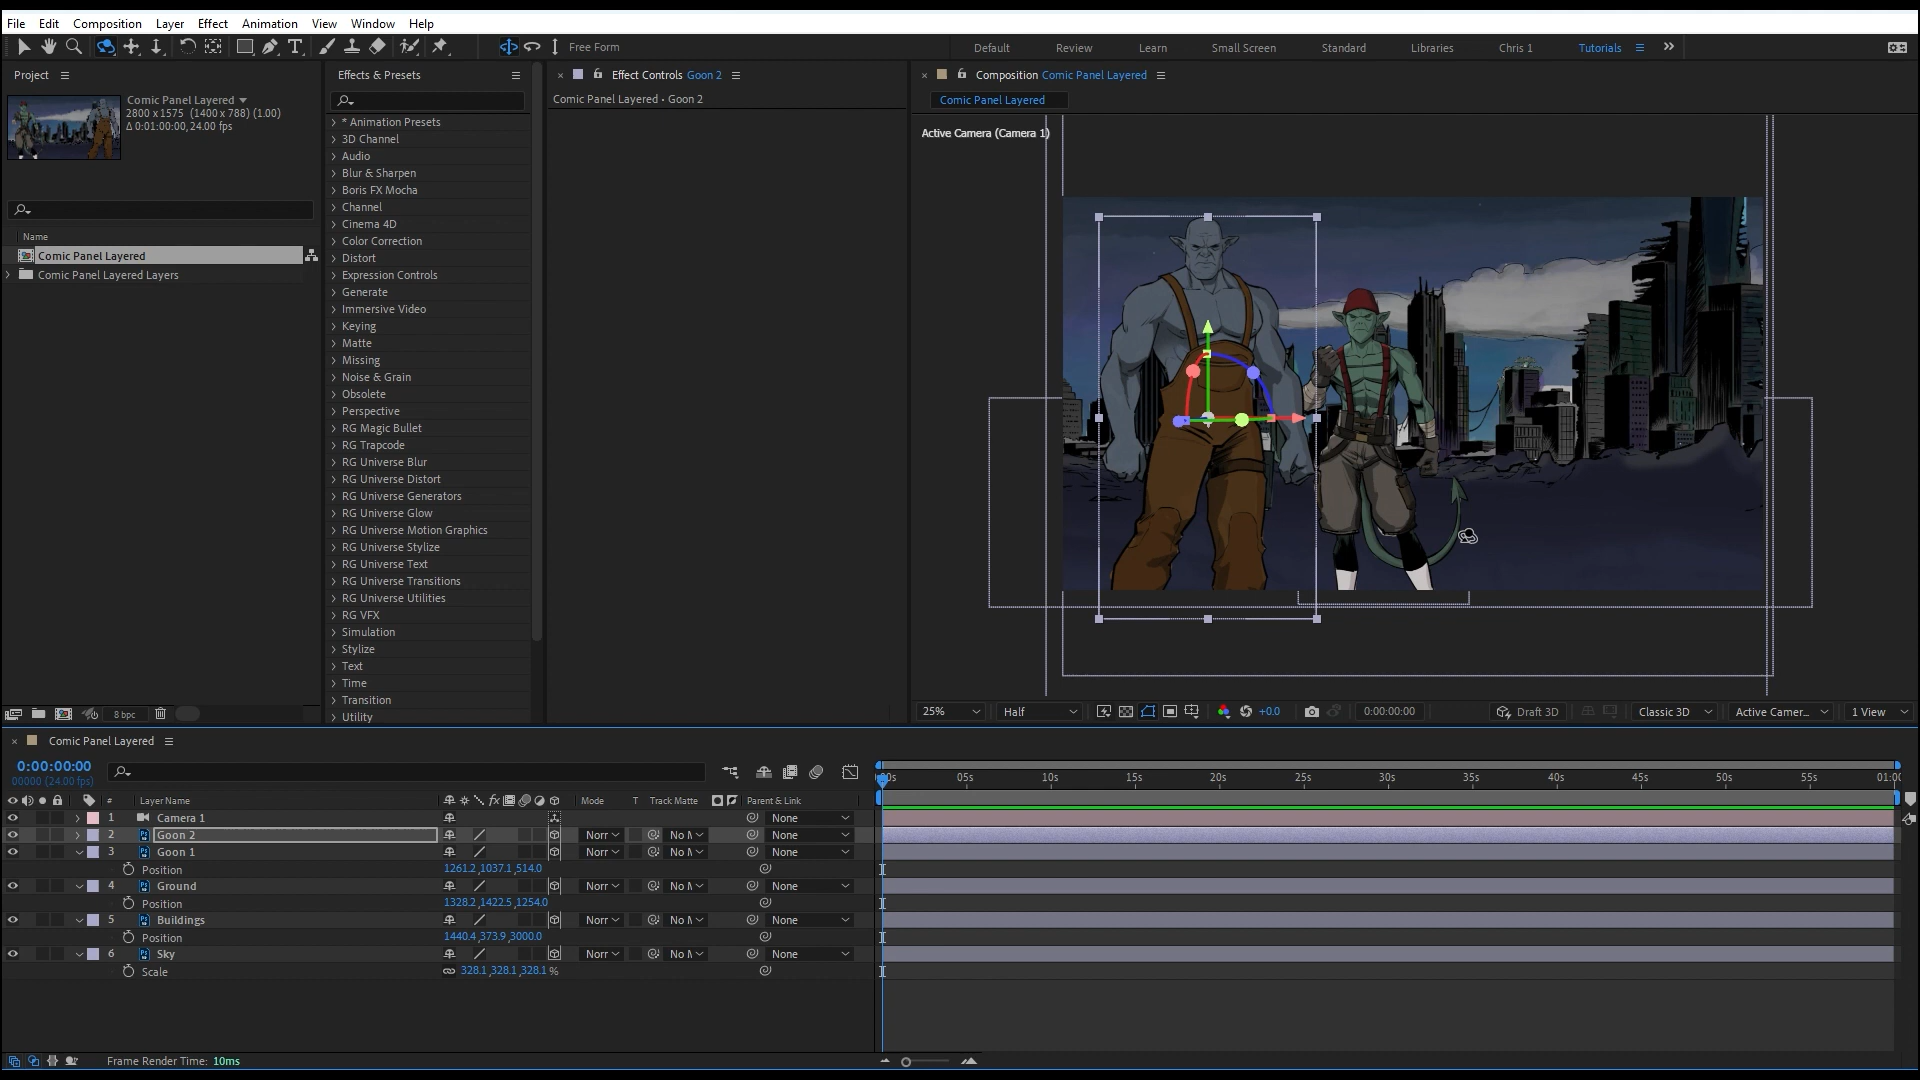 File Edit Composition Layer Effect Animation View Window Help
Free Form
Default Review Learn Small Screen Standard Libraries Chris 1 Tutorials
Project
Comic Panel Layered
2800 x 1575 (1400 x 788) (1.00)
Δ 0:01:00:00, 24.00 fps
Name
Comic Panel Layered
Comic Panel Layered Layers
8 bpc
Effects & Presets
* Animation Presets
3D Channel
Audio
Blur & Sharpen
Boris FX Mocha
Channel
Cinema 4D
Color Correction
Distort
Expression Controls
Generate
Immersive Video
Keying
Matte
Missing
Noise & Grain
Obsolete
Perspective
RG Magic Bullet
RG Trapcode
RG Universe Blur
RG Universe Distort
RG Universe Generators
RG Universe Glow
RG Universe Motion Graphics
RG Universe Stylize
RG Universe Text
RG Universe Transitions
RG Universe Utilities
RG VFX
Simulation
Stylize
Text
Time
Transition
Utility
Effect Controls Goon 2
Comic Panel Layered • Goon 2
Composition Comic Panel Layered
Comic Panel Layered
Active Camera (Camera 1)
25% Half +0.0 0:00:00:00 Draft 3D Classic 3D Active Camer... 1 View
Comic Panel Layered
0:00:00:00
00000 (24.00 fps)
# Layer Name Mode T Track Matte Parent & Link
1 Camera 1 None
2 Goon 2 Norr No M None
3 Goon 1 Norr No M None
Position 1261.2,1037.1,514.0
4 Ground Norr No M None
Position 1328.2,1422.5,1254.0
5 Buildings Norr No M None
Position 1440.4,373.9,3000.0
6 Sky Norr No M None
Scale 328.1,328.1,328.1 %
00s 05s 10s 15s 20s 25s 30s 35s 40s 45s 50s 55s 01:00
Frame Render Time: 10ms